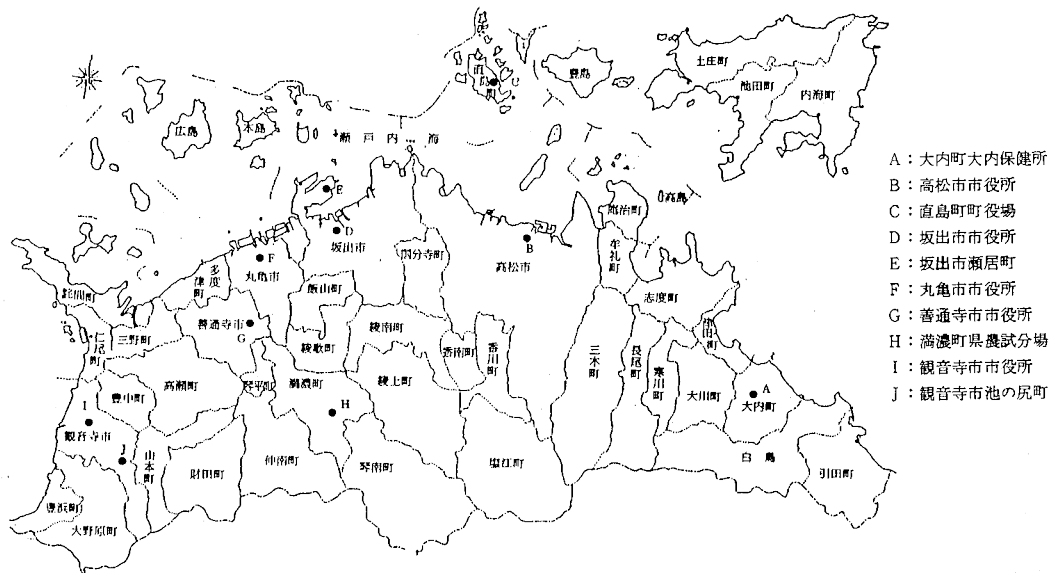 土庄町
池田町
内海町
豊島
直島町
C
広島
本島
瀬戸内海
E
D
坂出市
F
丸亀市
多度津町
飯山町
国分寺町
B
高松市
庵治町
牟礼町
志度町
詫間町
仁尾町
三野町
善通寺市
G
綾歌町
綾南町
香南町
香川町
三木町
長尾町
寒川町
津田町
大川町
A
大内町
白鳥
引田町
高瀬町
琴平町
満濃町
綾上町
H
豊中町
I
観音寺市
J
山本町
財田町
仲南町
琴南町
塩江町
豊浜町
大野原町
A：大内町大内保健所
B：高松市市役所
C：直島町町役場
D：坂出市市役所
E：坂出市瀬居町
F：丸亀市市役所
G：善通寺市市役所
H：満濃町県農試分場
I：観音寺市市役所
J：観音寺市池の尻町